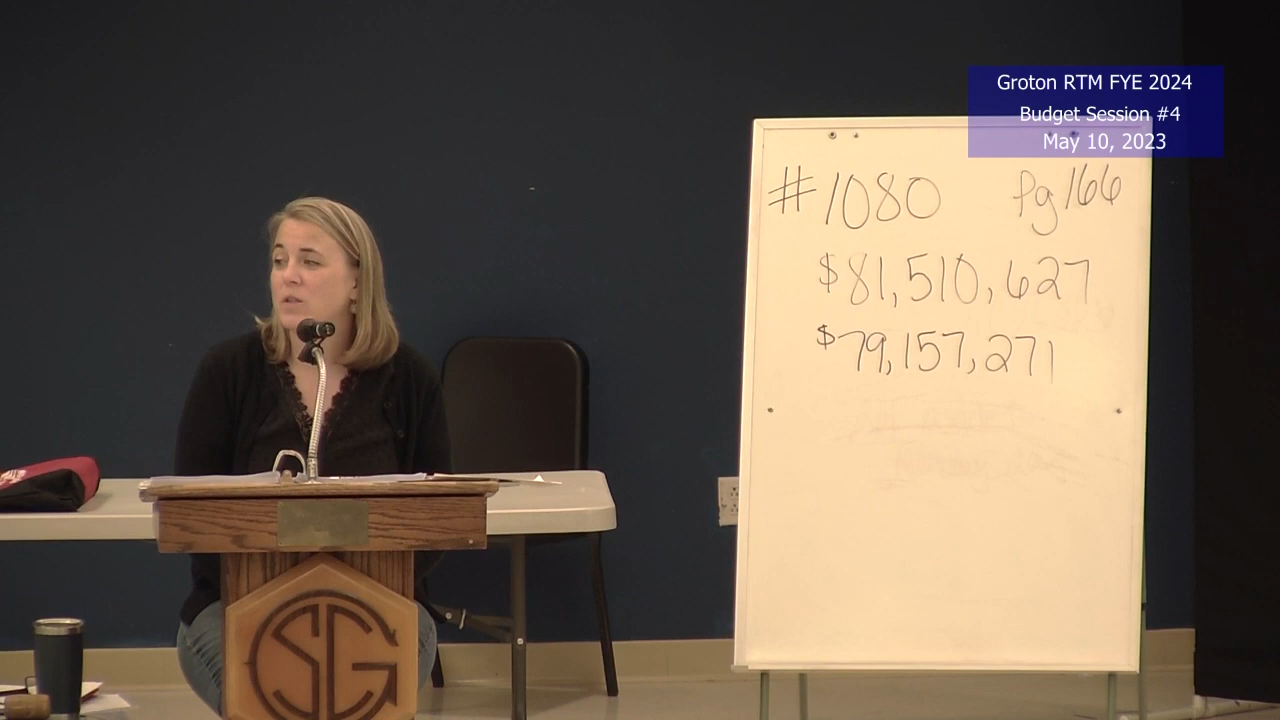 Groton RTM FYE 2024
Budget Session #4
May 10, 2023
#1080 Pg 166
$81,510,627
$79,157,271
SG